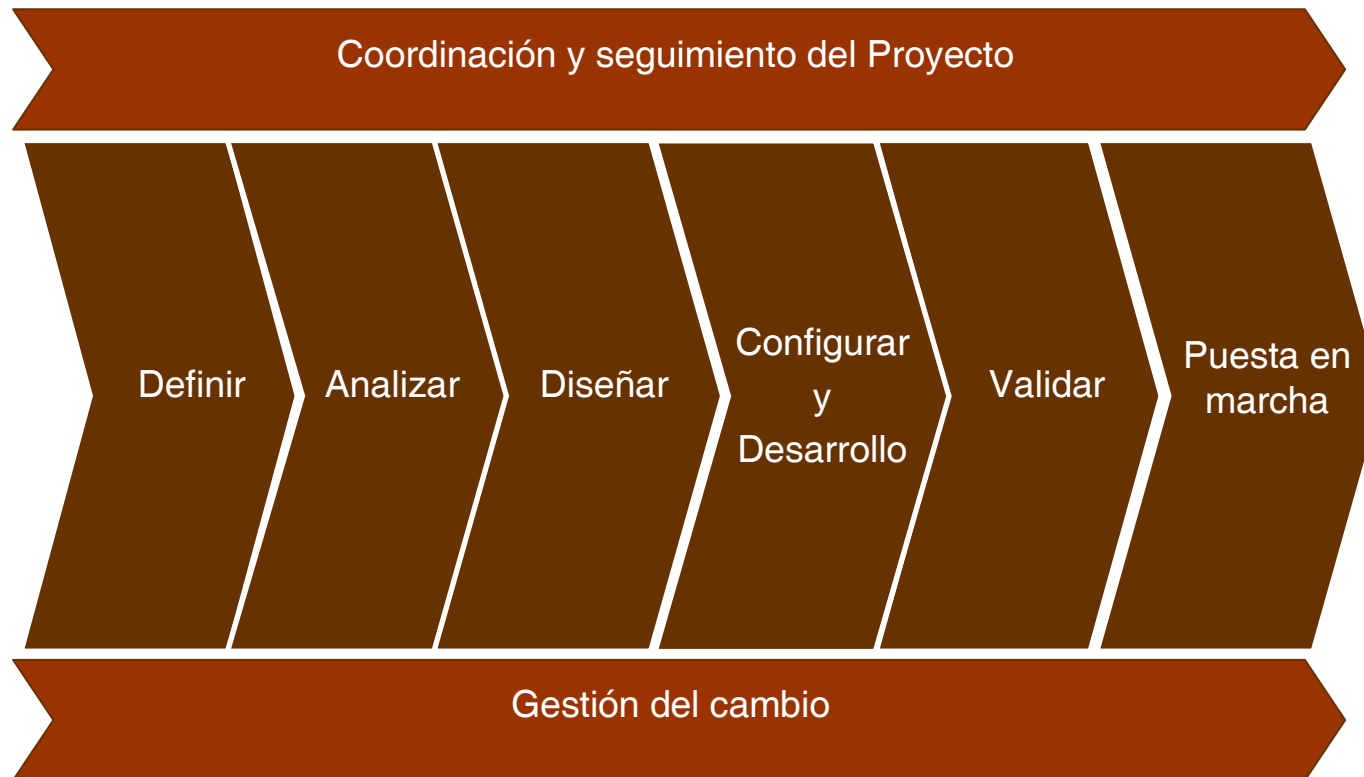 Coordinación y seguimiento del Proyecto
Definir
Analizar
Diseñar
Configurar
y
Desarrollo
Validar
Puesta en
marcha
Gestión del cambio